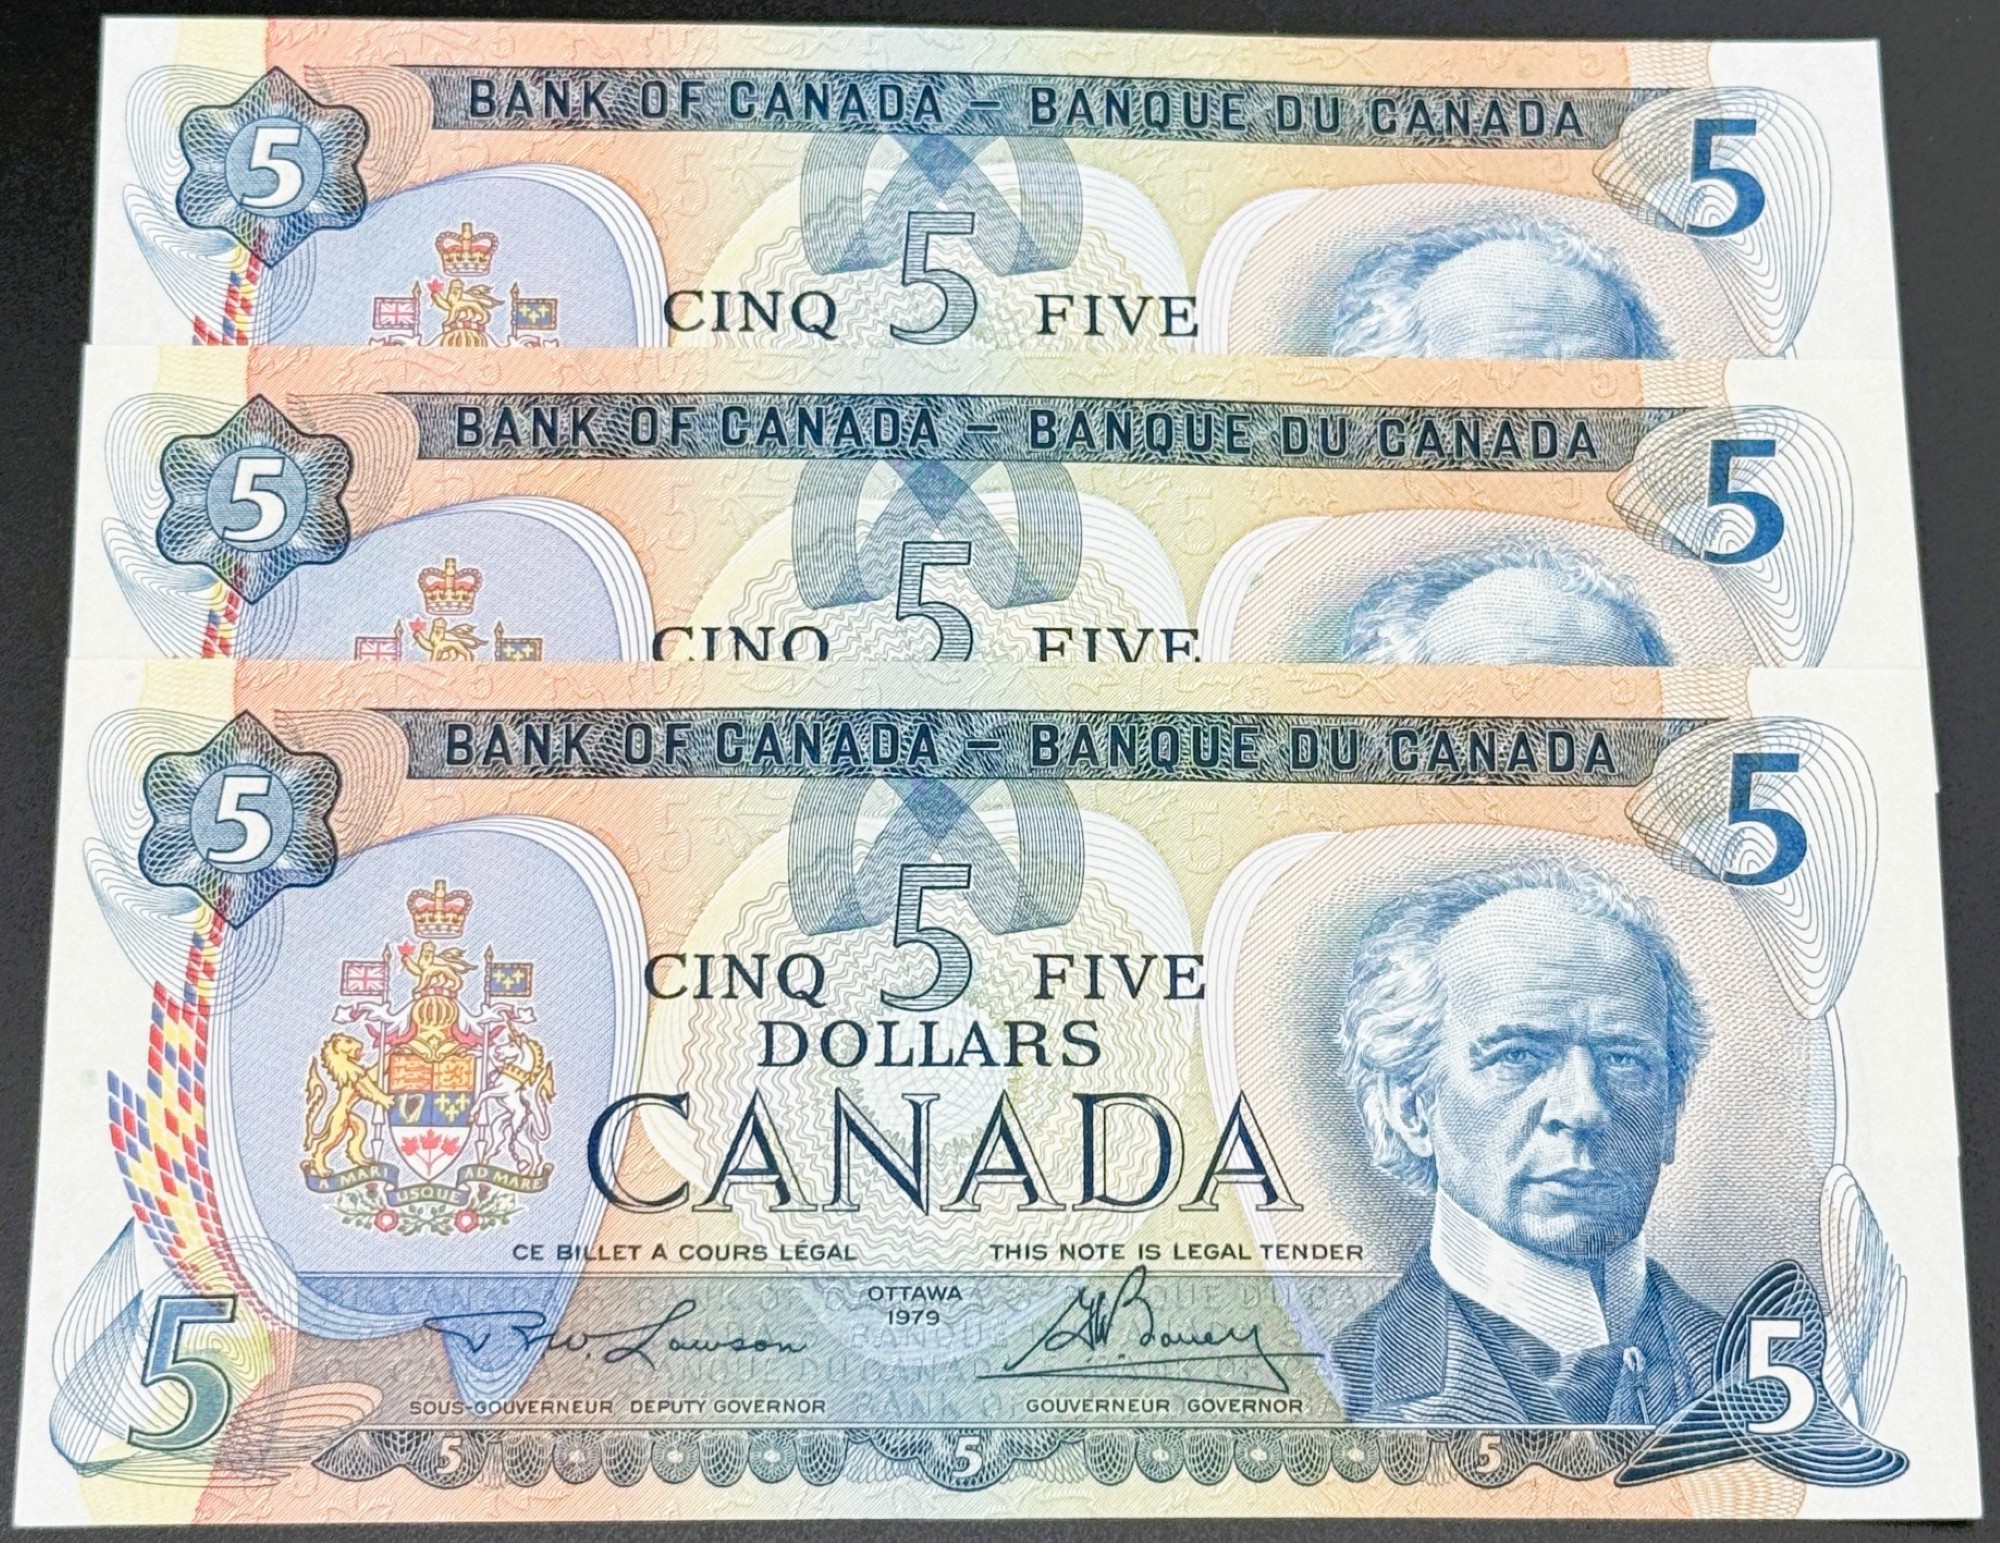 BANK OF CANADA – BANQUE DU CANADA
5
5
CINQ 5 FIVE
BANK OF CANADA – BANQUE DU CANADA
5
5
CINQ 5 FIVE
BANK OF CANADA – BANQUE DU CANADA
5
5
CINQ 5 FIVE
DOLLARS
CANADA
A MARI USQUE AD MARE
CE BILLET A COURS LÉGAL THIS NOTE IS LEGAL TENDER
OTTAWA
1979
R. W. Lawson G. K. Bouey
SOUS-GOUVERNEUR DEPUTY GOVERNOR GOUVERNEUR GOVERNOR
5 5
5 5 5